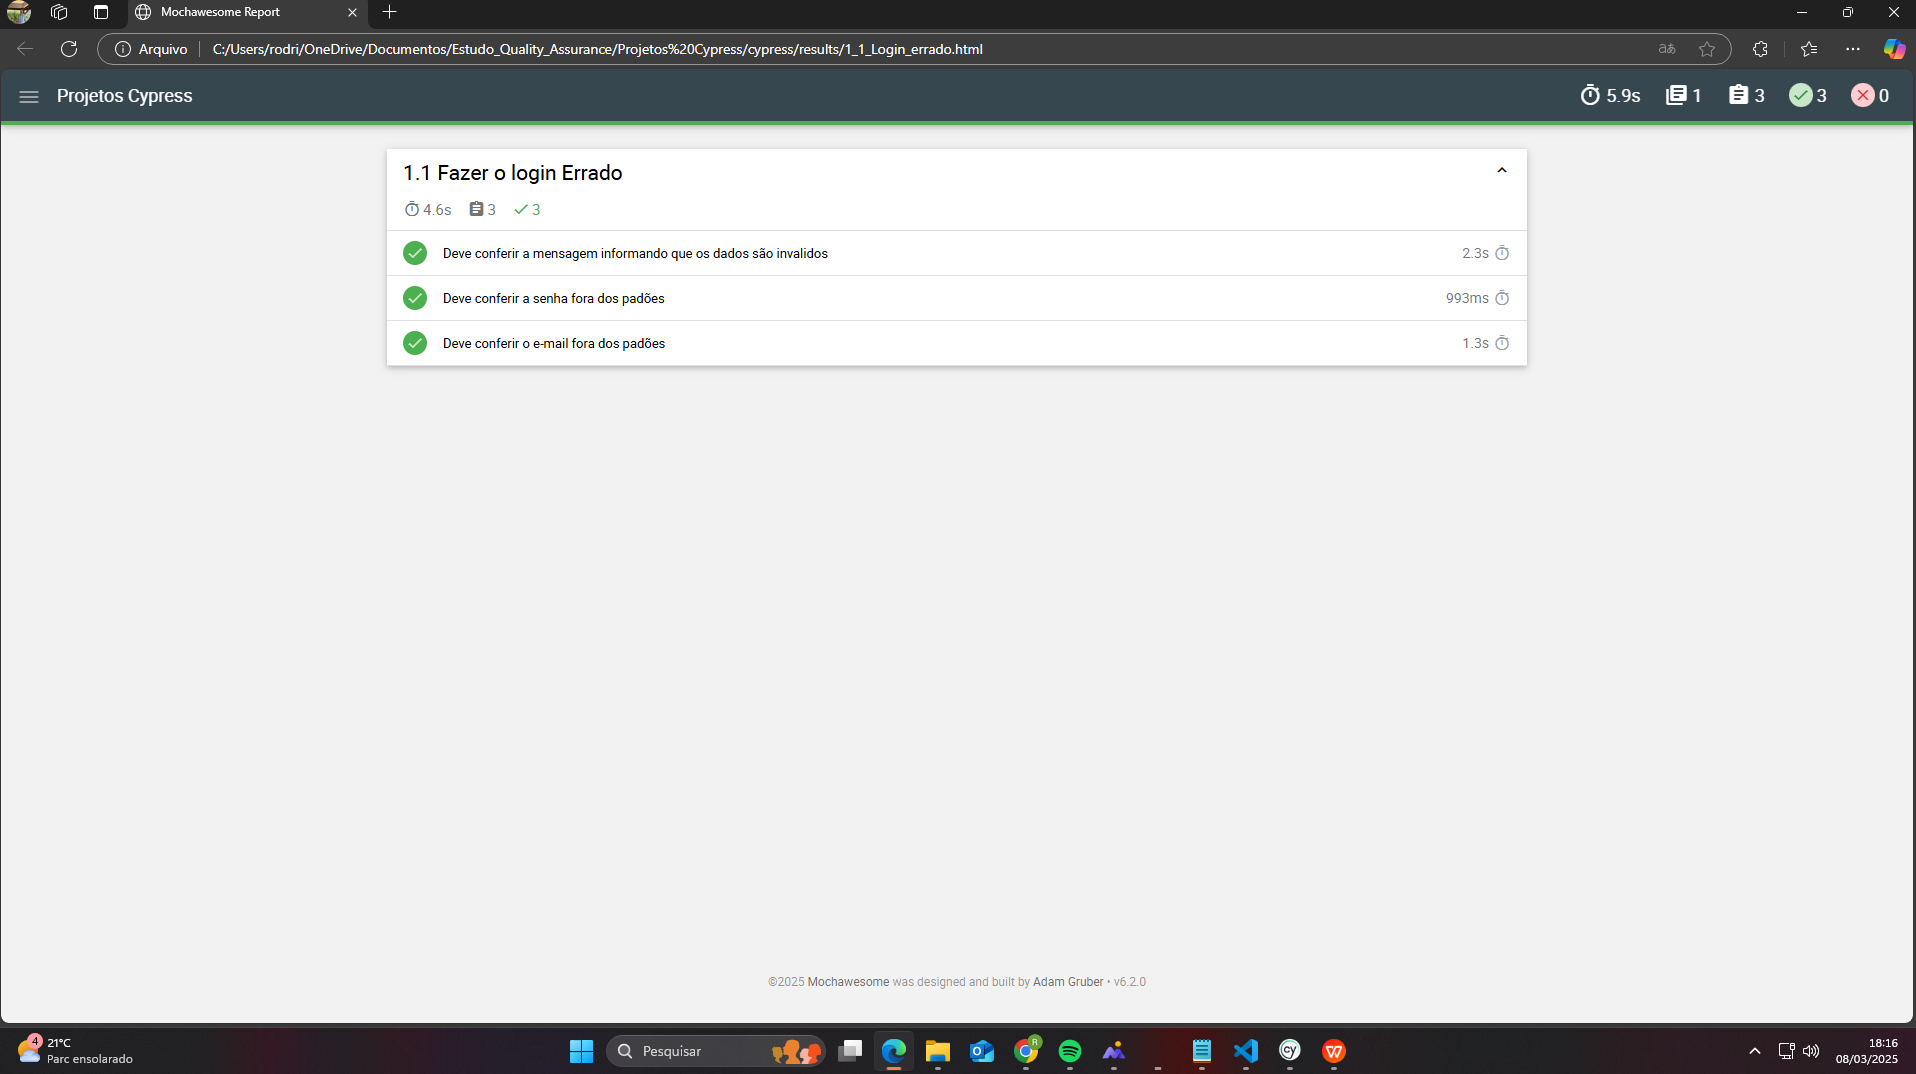 Mochawesome Report
Arquivo
C:/Users/rodri/OneDrive/Documentos/Estudo_Quality_Assurance/Projetos%20Cypress/cypress/results/1_1_Login_errado.html
Projetos Cypress
5.9s 1 3 3 0
1.1 Fazer o login Errado
4.6s 3 3
Deve conferir a mensagem informando que os dados são invalidos 2.3s
Deve conferir a senha fora dos padões 993ms
Deve conferir o e-mail fora dos padões 1.3s
©2025 Mochawesome was designed and built by Adam Gruber • v6.2.0
4
21°C
Parc ensolarado
Pesquisar
R
cy
18:16
08/03/2025